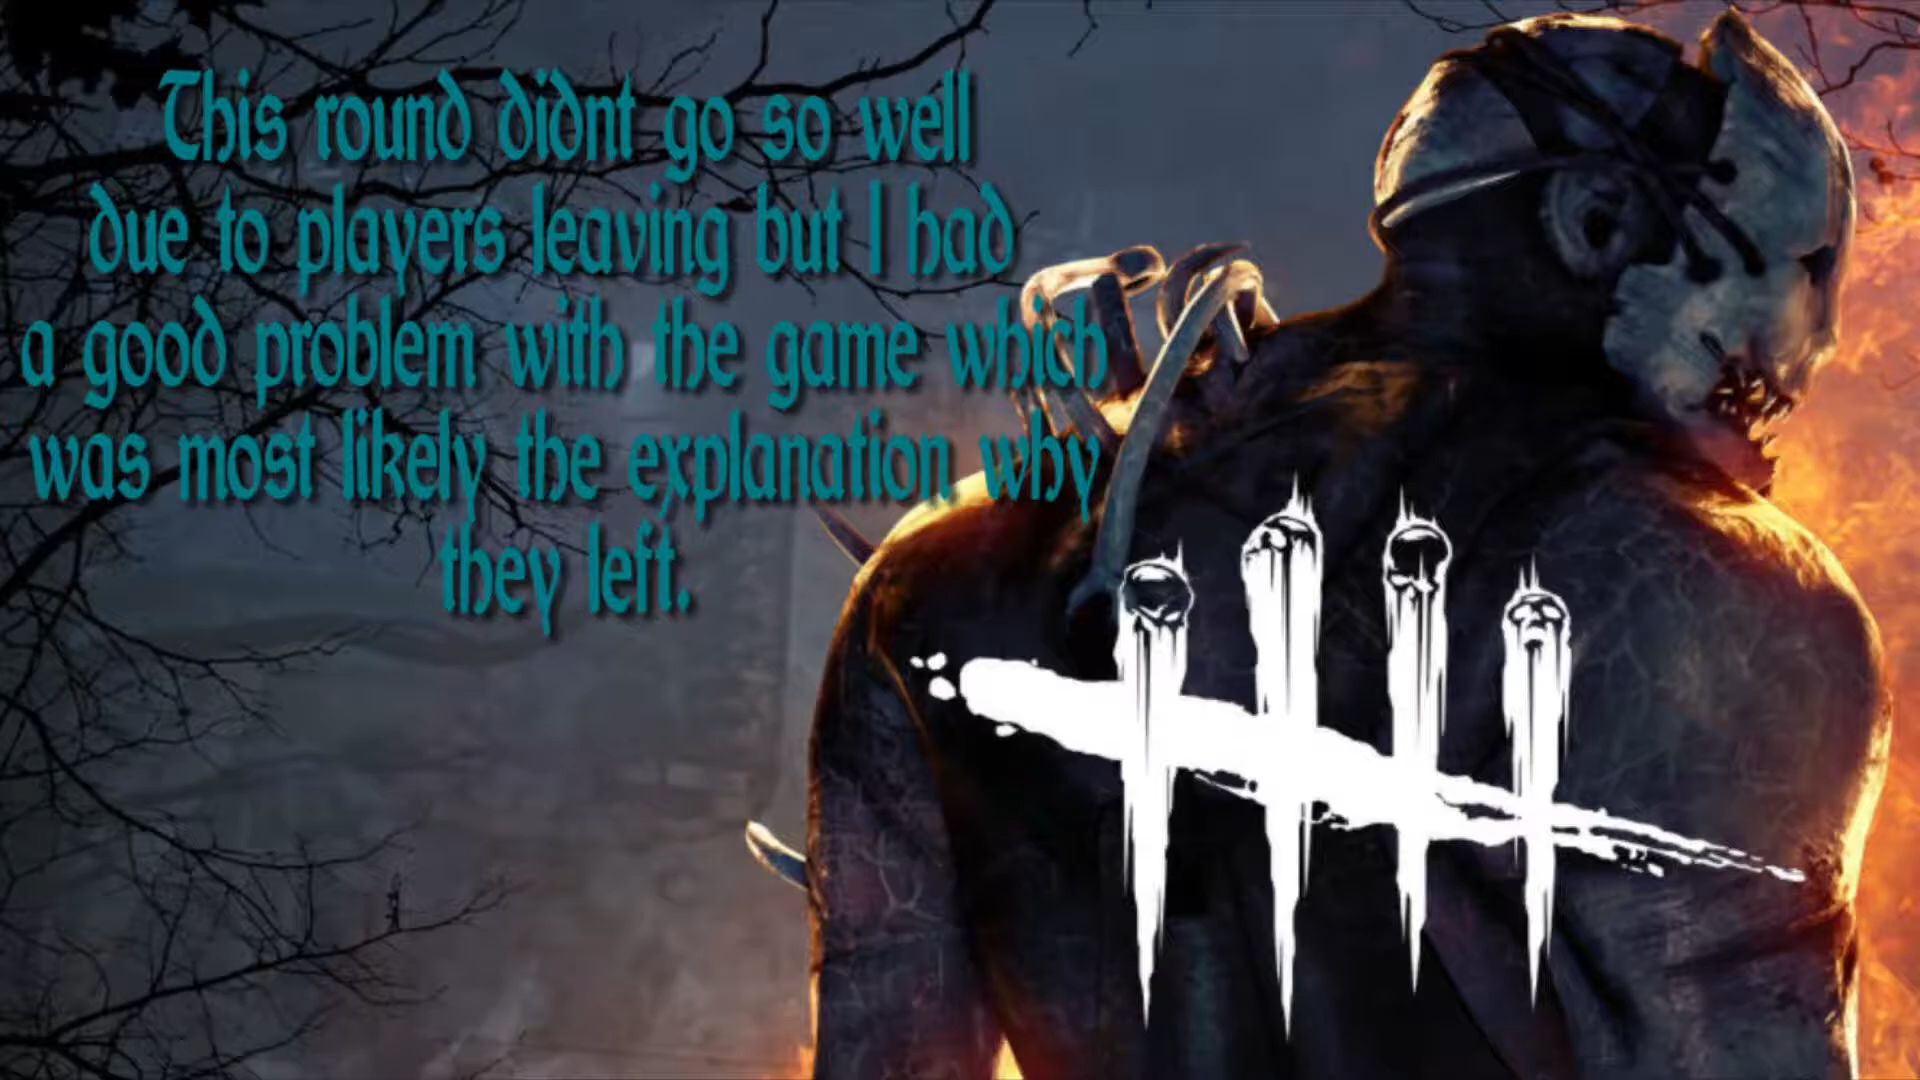 This round didnt go so well
due to players leaving but I had
a good problem with the game which
was most likely the explanation why
they left.